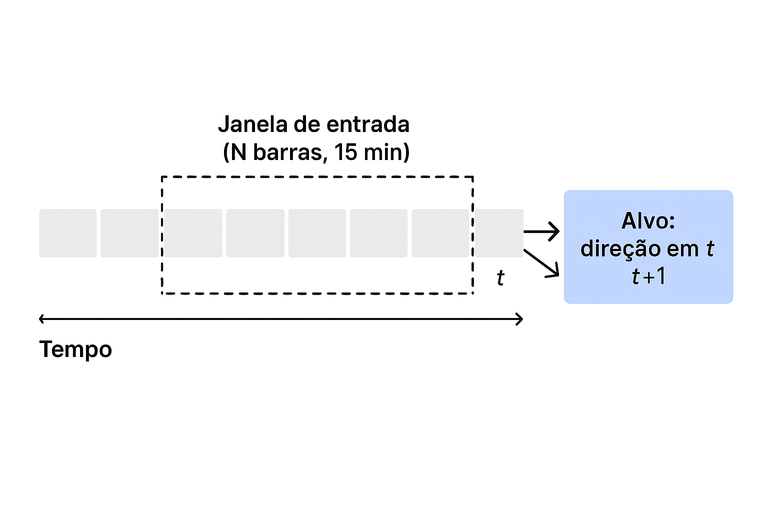 Janela de entrada
(N barras, 15 min)
t
Alvo:
direção em t
t+1
Tempo